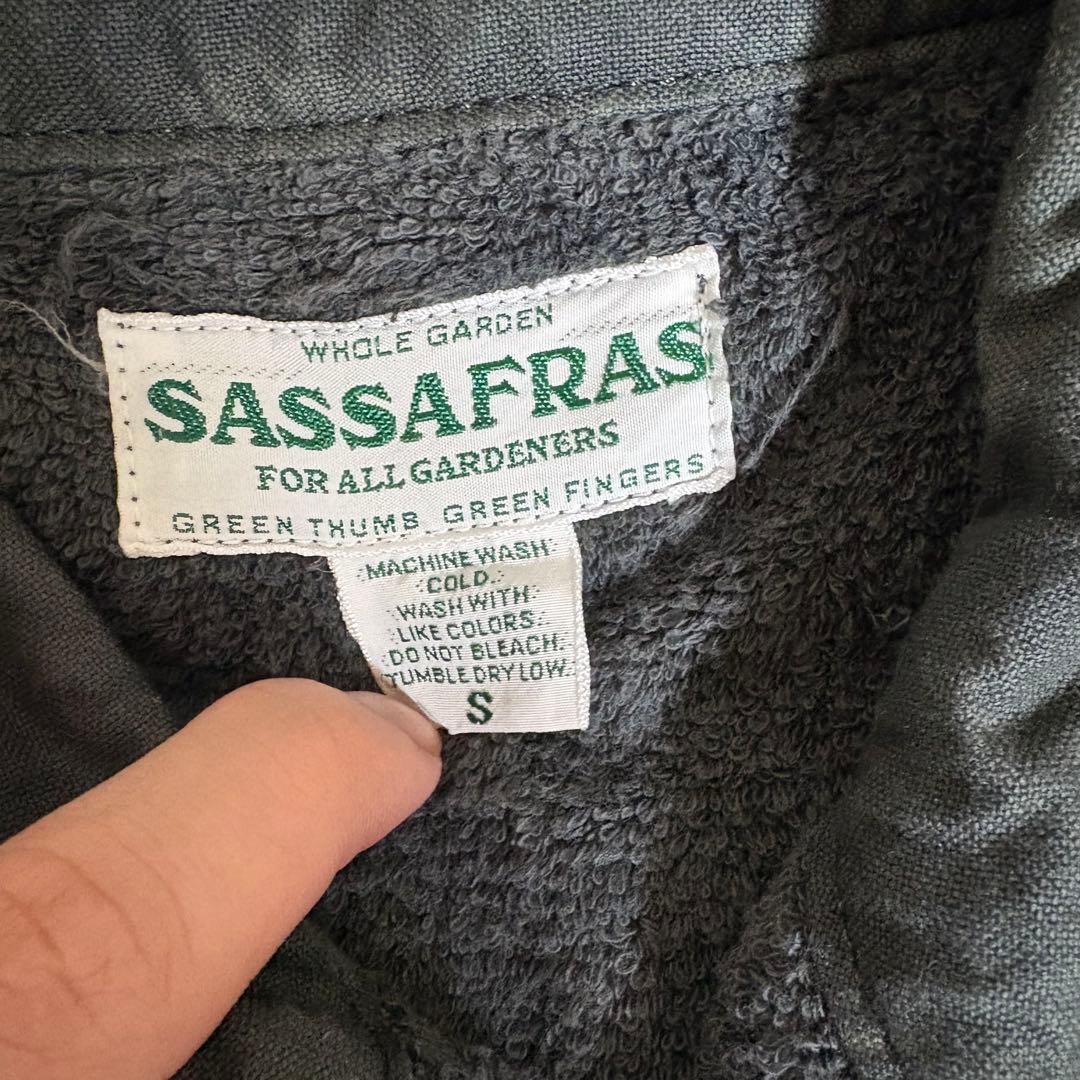 WHOLE GARDEN
SASSAFRAS
FOR ALL GARDENERS
GREEN THUMB GREEN FINGERS
MACHINE WASH
COLD.
WASH WITH
LIKE COLORS.
DO NOT BLEACH.
TUMBLE DRY LOW.
S